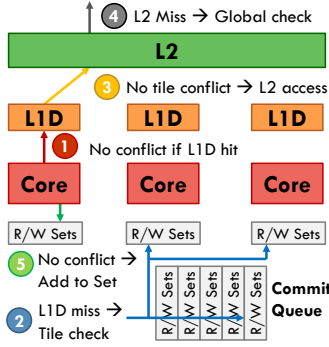 4 L2 Miss → Global check
L2
3 No tile conflict → L2 access
L1D L1D L1D
1 No conflict if L1D hit
Core Core Core
R/W Sets R/W Sets R/W Sets
5 No conflict →
Add to Set
2 L1D miss →
Tile check
R/W Sets
R/W Sets
R/W Sets
R/W Sets
R/W Sets
Commit
Queue